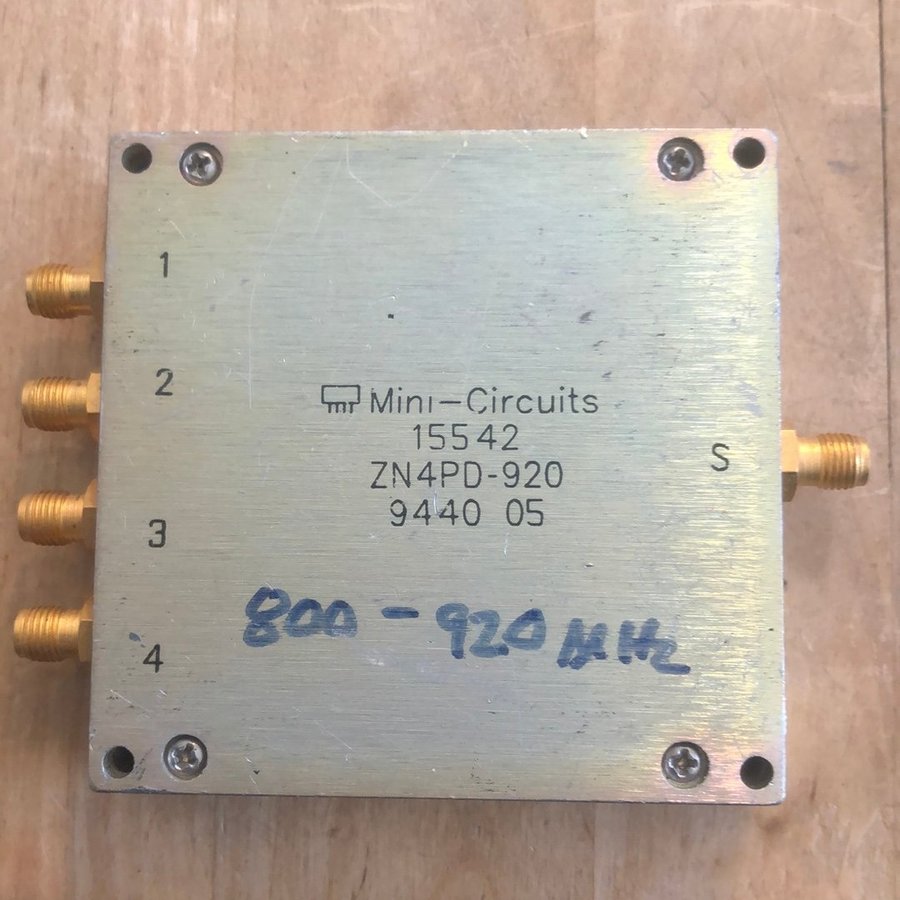 1
2
Mini-Circuits
15542
S
ZN4PD-920
9440 05
3
800-920 MHz
4